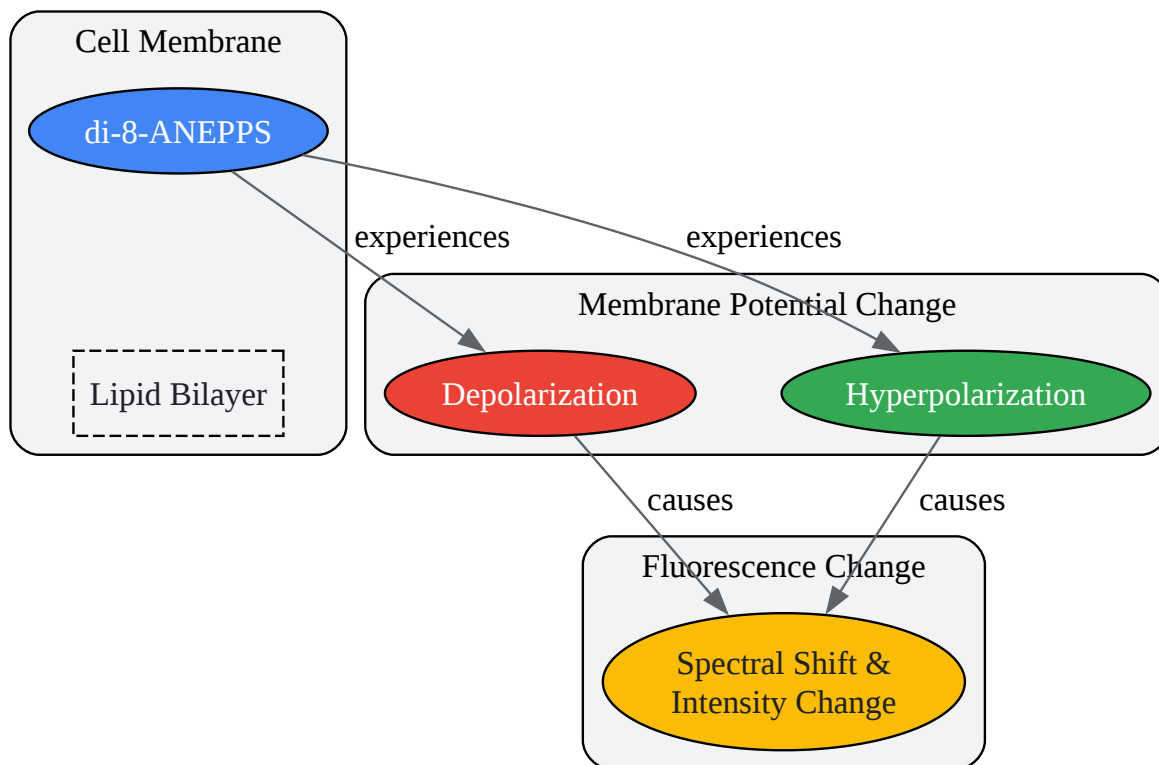 Cell Membrane
di-8-ANEPPS
experiences
experiences
Membrane Potential Change
Lipid Bilayer
Depolarization
Hyperpolarization
causes
causes
Fluorescence Change
Spectral Shift &
Intensity Change